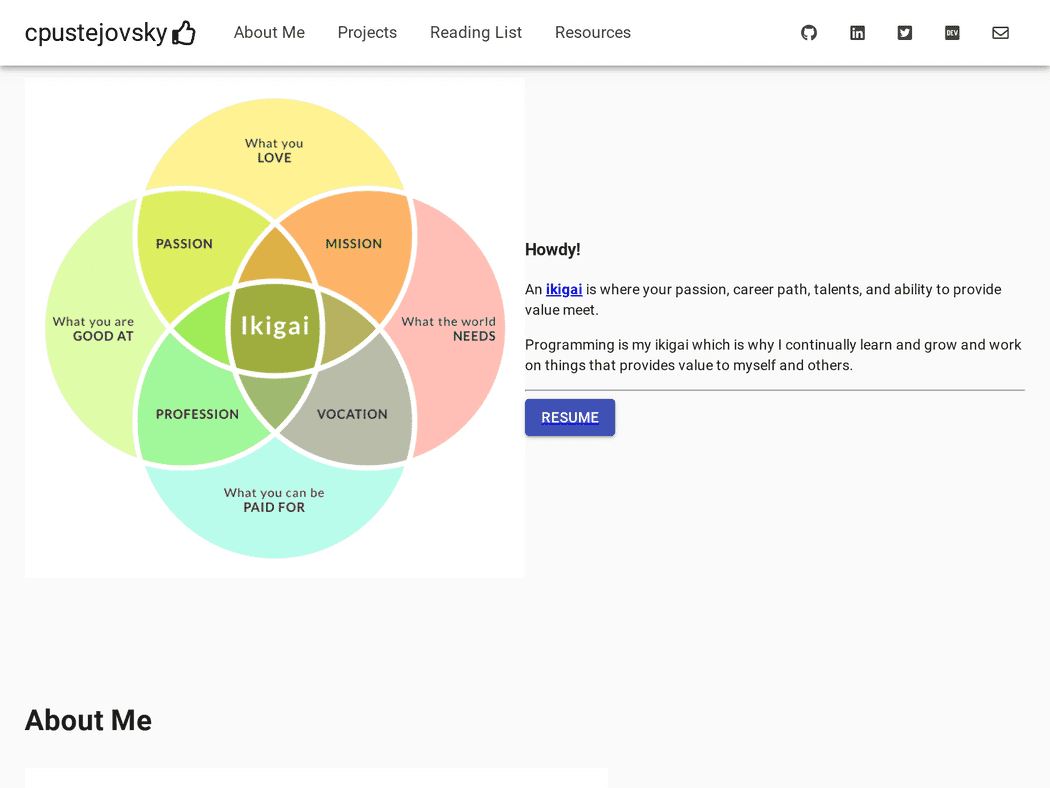 cpustejovsky About Me Projects Reading List Resources DEV
What you
LOVE
PASSION
MISSION
What you are
GOOD AT
Ikigai
What the world
NEEDS
PROFESSION
VOCATION
What you can be
PAID FOR
Howdy!
An ikigai is where your passion, career path, talents, and ability to provide
value meet.
Programming is my ikigai which is why I continually learn and grow and work
on things that provides value to myself and others.
RESUME
About Me